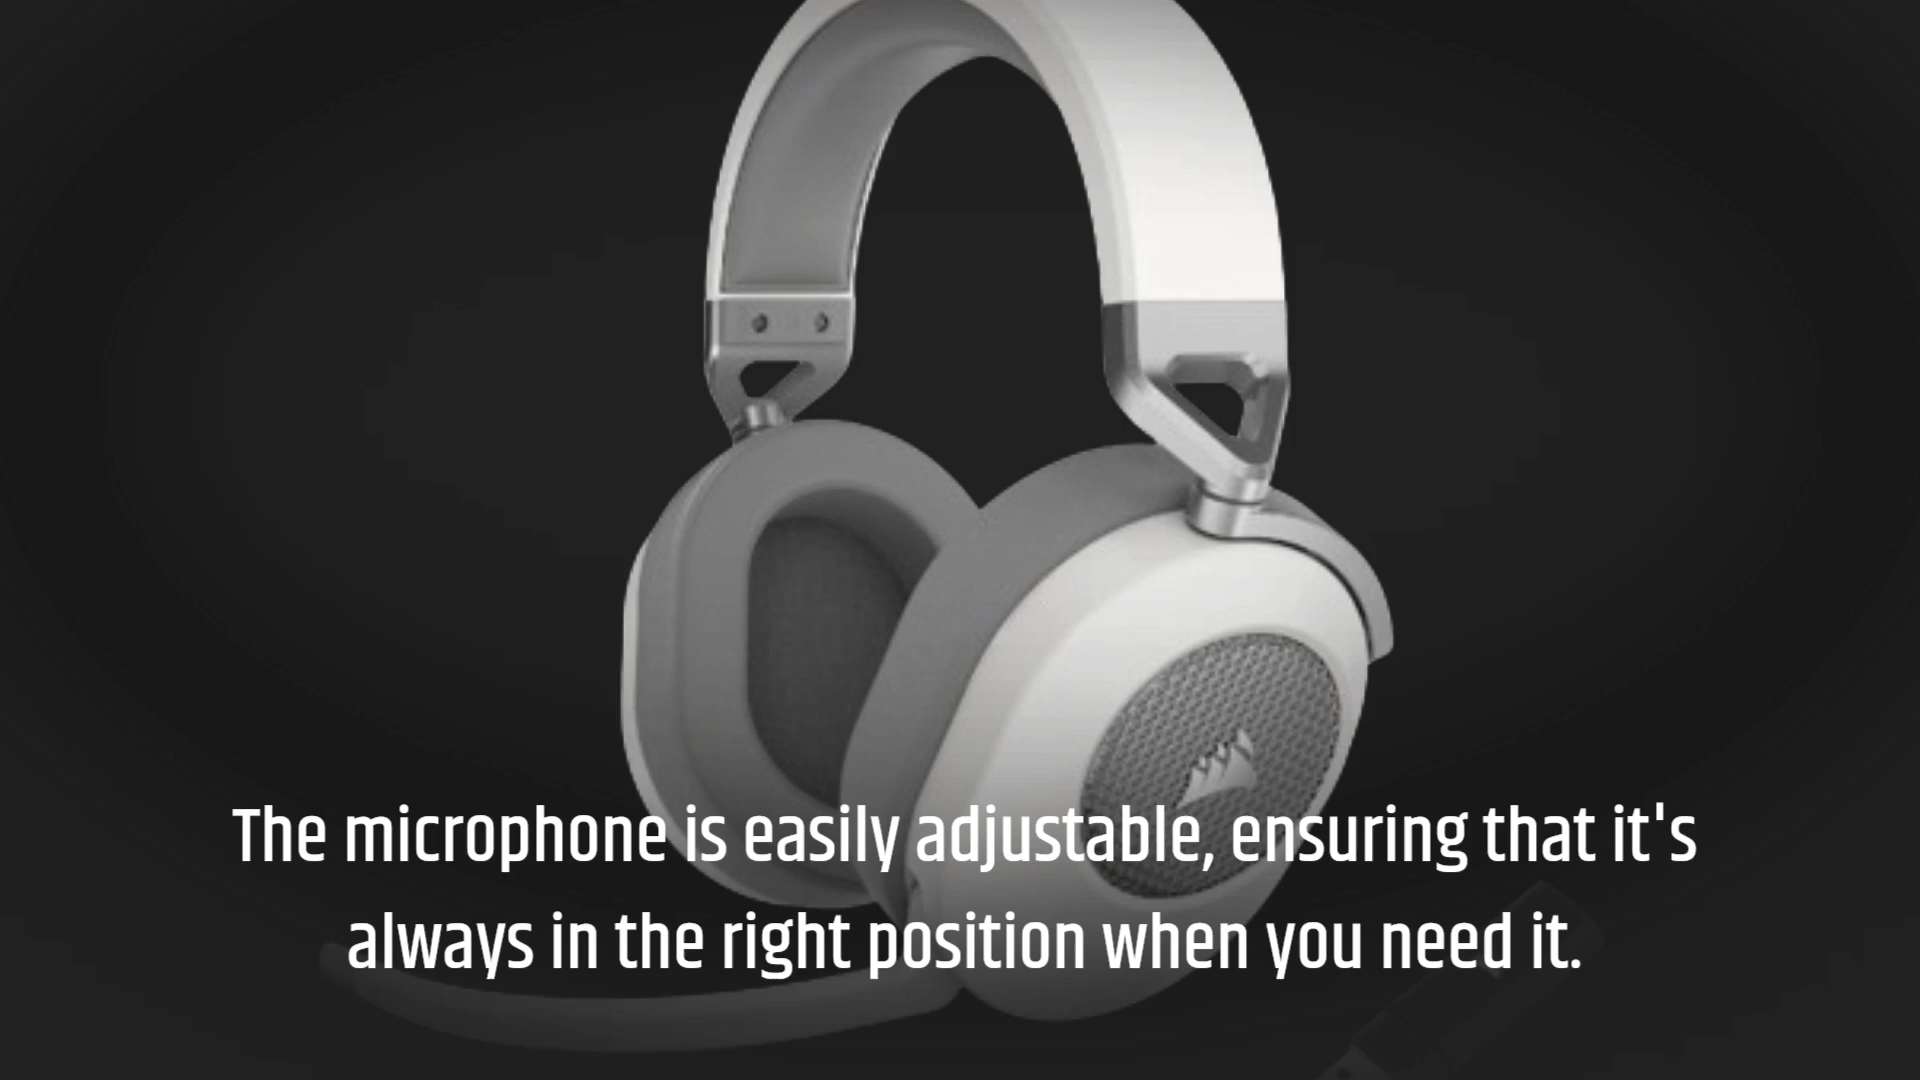 The microphone is easily adjustable, ensuring that it's
always in the right position when you need it.